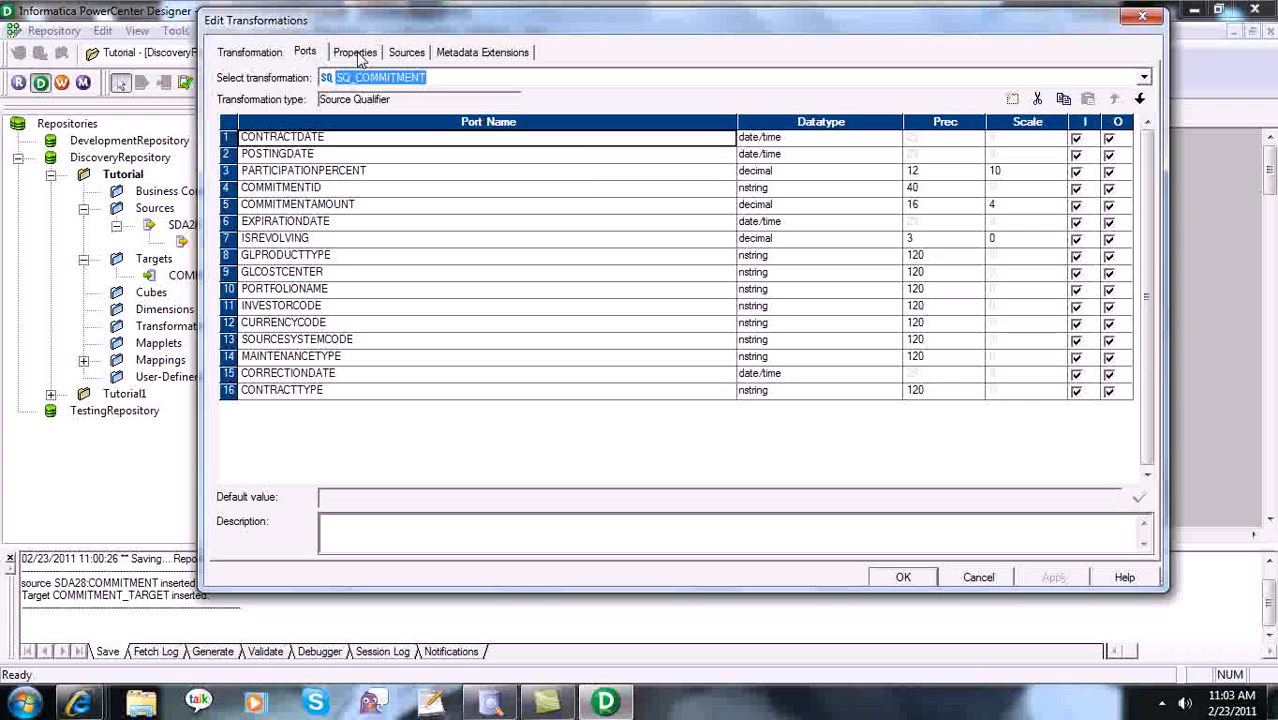 Informatica PowerCenter Designer
Edit Transformations
Repository Edit View Tools
Tutorial - [Discovery
R D W M
Repositories
DevelopmentRepository
DiscoveryRepository
Tutorial
Business Co
Sources
SDA28
Targets
COMM
Cubes
Dimensions
Transformat
Mapplets
Mappings
User-Define
Tutorial1
TestingRepository
Transformation Ports Properties Sources Metadata Extensions
Select transformation: SQ SQ_COMMITMENT
Transformation type: Source Qualifier
Port Name Datatype Prec Scale I O
1 CONTRACTDATE date/time
2 POSTINGDATE date/time
3 PARTICIPATIONPERCENT decimal 12 10
4 COMMITMENTID nstring 40
5 COMMITMENTAMOUNT decimal 16 4
6 EXPIRATIONDATE date/time
7 ISREVOLVING decimal 3 0
8 GLPRODUCTTYPE nstring 120
9 GLCOSTCENTER nstring 120
10 PORTFOLIONAME nstring 120
11 INVESTORCODE nstring 120
12 CURRENCYCODE nstring 120
13 SOURCESYSTEMCODE nstring 120
14 MAINTENANCETYPE nstring 120
15 CORRECTIONDATE date/time
16 CONTRACTTYPE nstring 120
Default value:
Description:
OK Cancel Apply Help
02/23/2011 11:00:26 ** Saving... Repo
source SDA28:COMMITMENT inserted
Target COMMITMENT_TARGET inserted.
Save Fetch Log Generate Validate Debugger Session Log Notifications
Ready
NUM
talk
S
D
11:03 AM
2/23/2011